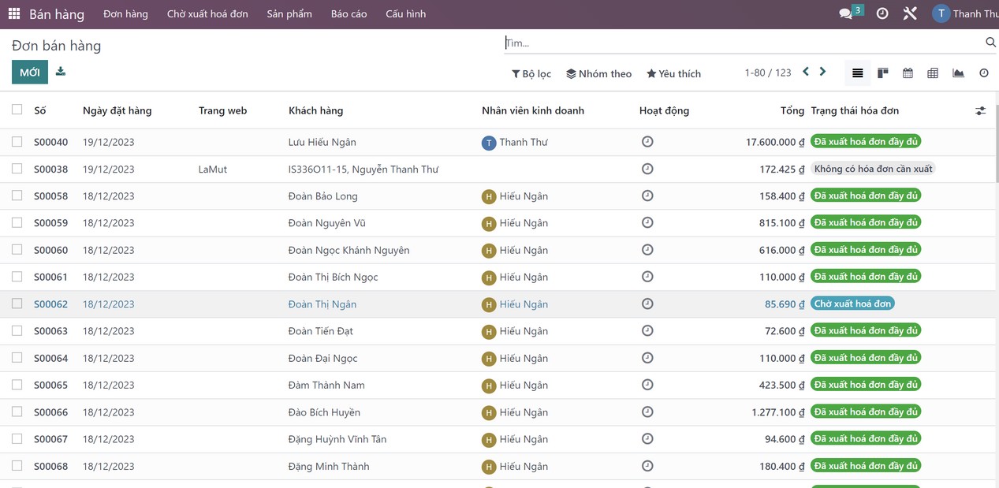 Bán hàng Đơn hàng Chờ xuất hoá đơn Sản phẩm Báo cáo Cấu hình 3 T Thanh Thư
Đơn bán hàng Tìm...
MỚI Bộ lọc Nhóm theo Yêu thích 1-80 / 123
Số Ngày đặt hàng Trang web Khách hàng Nhân viên kinh doanh Hoạt động Tổng Trạng thái hóa đơn
S00040 19/12/2023 Lưu Hiếu Ngân T Thanh Thư 17.600.000 ₫ Đã xuất hoá đơn đầy đủ
S00038 19/12/2023 LaMut IS336O11-15, Nguyễn Thanh Thư 172.425 ₫ Không có hóa đơn cần xuất
S00058 18/12/2023 Đoàn Bảo Long H Hiếu Ngân 158.400 ₫ Đã xuất hoá đơn đầy đủ
S00059 18/12/2023 Đoàn Nguyên Vũ H Hiếu Ngân 815.100 ₫ Đã xuất hoá đơn đầy đủ
S00060 18/12/2023 Đoàn Ngọc Khánh Nguyên H Hiếu Ngân 616.000 ₫ Đã xuất hoá đơn đầy đủ
S00061 18/12/2023 Đoàn Thị Bích Ngọc H Hiếu Ngân 110.000 ₫ Đã xuất hoá đơn đầy đủ
S00062 18/12/2023 Đoàn Thị Ngân H Hiếu Ngân 85.690 ₫ Chờ xuất hoá đơn
S00063 18/12/2023 Đoàn Tiến Đạt H Hiếu Ngân 72.600 ₫ Đã xuất hoá đơn đầy đủ
S00064 18/12/2023 Đoàn Đại Ngọc H Hiếu Ngân 110.000 ₫ Đã xuất hoá đơn đầy đủ
S00065 18/12/2023 Đàm Thành Nam H Hiếu Ngân 423.500 ₫ Đã xuất hoá đơn đầy đủ
S00066 18/12/2023 Đào Bích Huyền H Hiếu Ngân 1.277.100 ₫ Đã xuất hoá đơn đầy đủ
S00067 18/12/2023 Đặng Huỳnh Vĩnh Tân H Hiếu Ngân 94.600 ₫ Đã xuất hoá đơn đầy đủ
S00068 18/12/2023 Đặng Minh Thành H Hiếu Ngân 180.400 ₫ Đã xuất hoá đơn đầy đủ